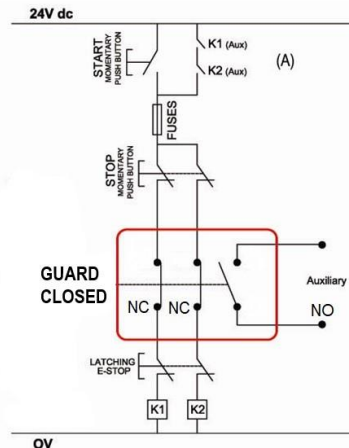 24V dc
START
MOMENTARY
PUSH BUTTON
K1 (Aux)
K2 (Aux)
(A)
FUSES
STOP
MOMENTARY
PUSH BUTTON
GUARD
CLOSED
NC
NC
Auxiliary
NO
LATCHING
E-STOP
K1
K2
OV